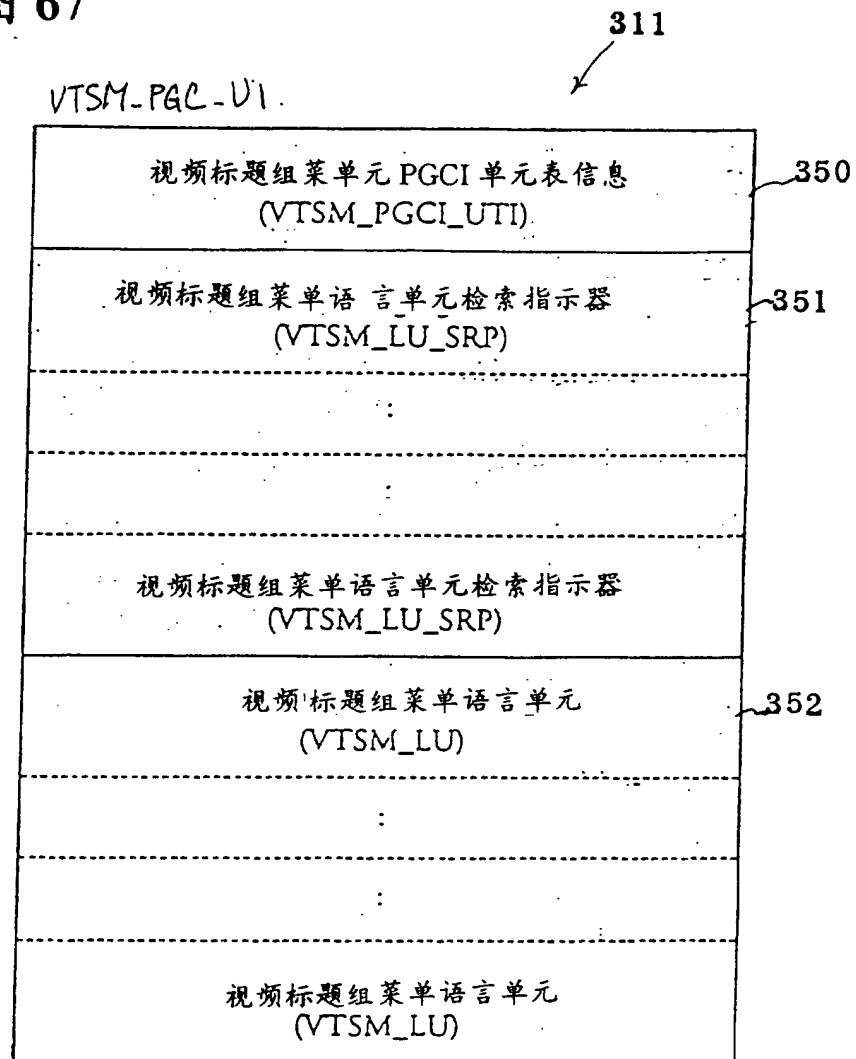 图 67
311
VTSM-PGC-UI.
视频标题组菜单元 PGCI 单元表信息
(VTSM_PGCI_UTI)
350
视频标题组菜单语 言单元检索指示器
(VTSM_LU_SRP)
351
:
:
视频标题组菜单语言单元检索指示器
(VTSM_LU_SRP)
视频标题组菜单语言单元
(VTSM_LU)
352
:
:
视频标题组菜单语言单元
(VTSM_LU)